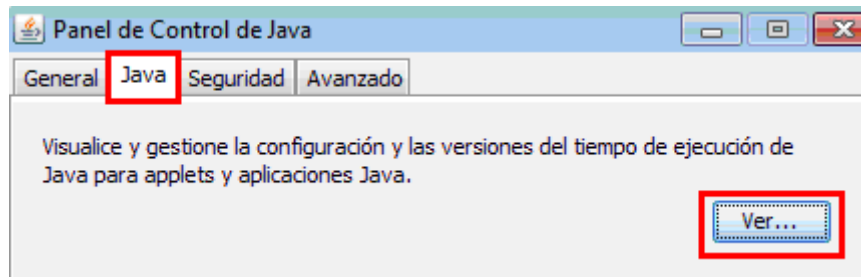 Panel de Control de Java
General Java Seguridad Avanzado
Visualice y gestione la configuración y las versiones del tiempo de ejecución de
Java para applets y aplicaciones Java.
Ver...